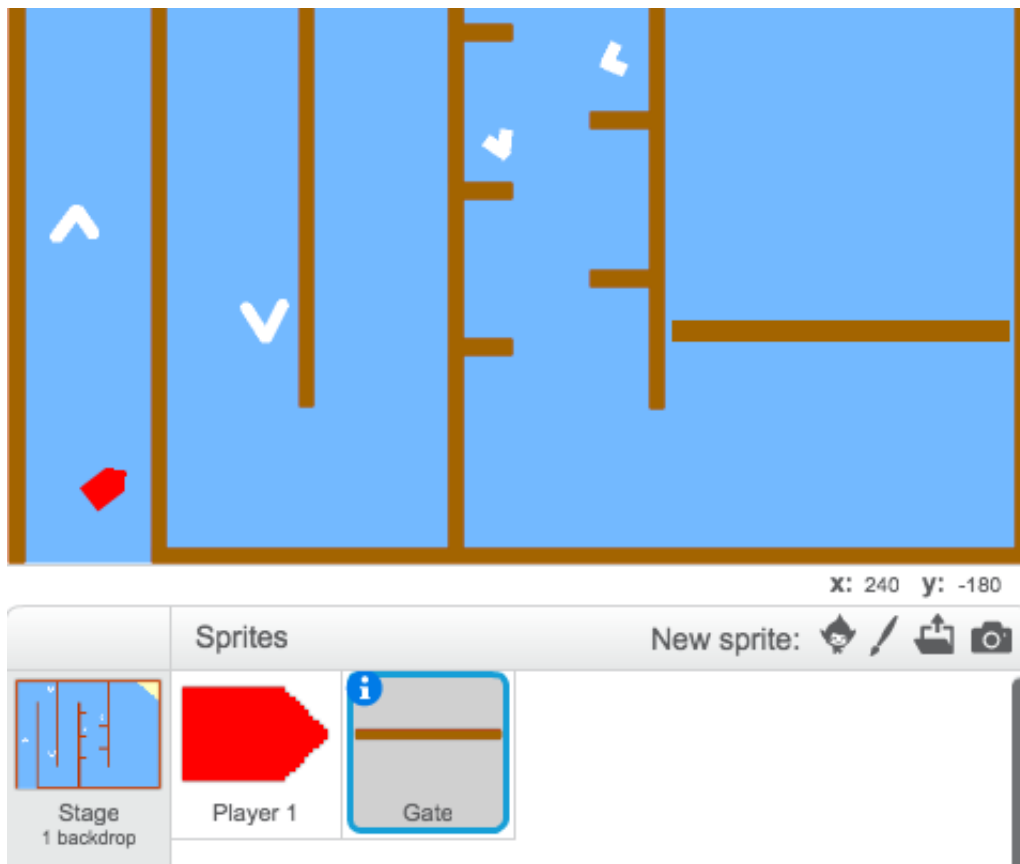 x: 240 y: -180
Sprites
New sprite:
Stage
1 backdrop
Player 1
Gate